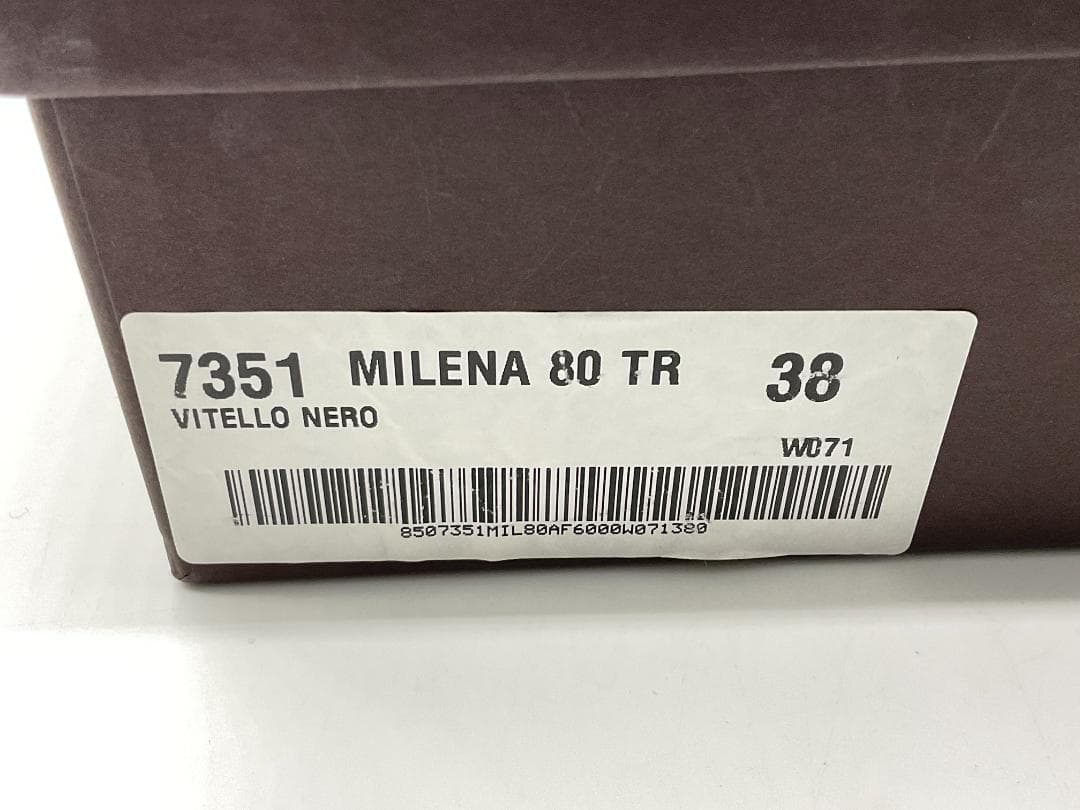 7351 MILENA 80 TR 38
VITELLO NERO
W071
8507351MIL80AF6000W071380